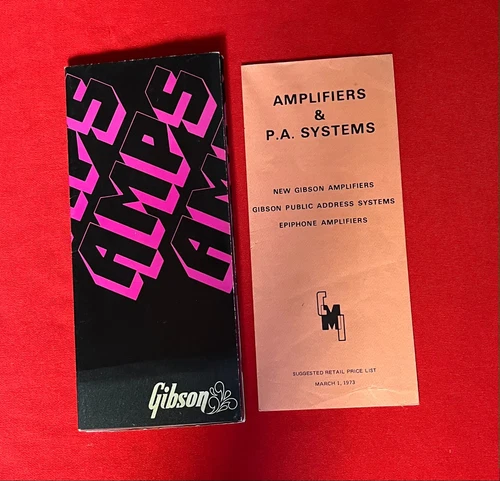 AMPS
AMPS
AM
Gibson
AMPLIFIERS
&
P.A. SYSTEMS
NEW GIBSON AMPLIFIERS
GIBSON PUBLIC ADDRESS SYSTEMS
EPIPHONE AMPLIFIERS
CMI
SUGGESTED RETAIL PRICE LIST
MARCH 1, 1973